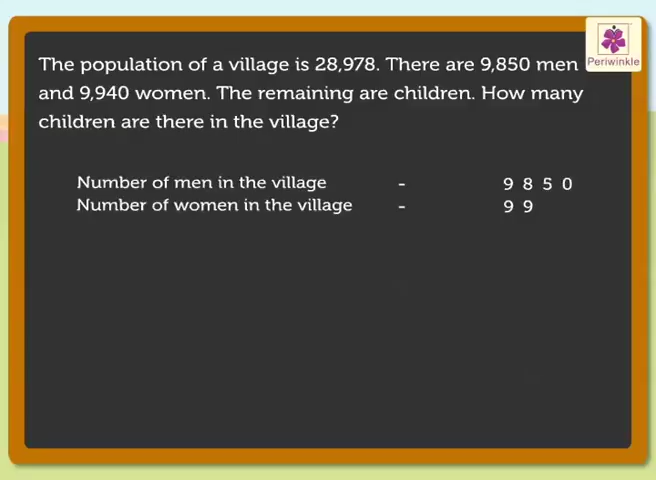 The population of a village is 28,978. There are 9,850 men
and 9,940 women. The remaining are children. How many
children are there in the village?
Periwinkle
Number of men in the village - 9 8 5 0
Number of women in the village - 9 9